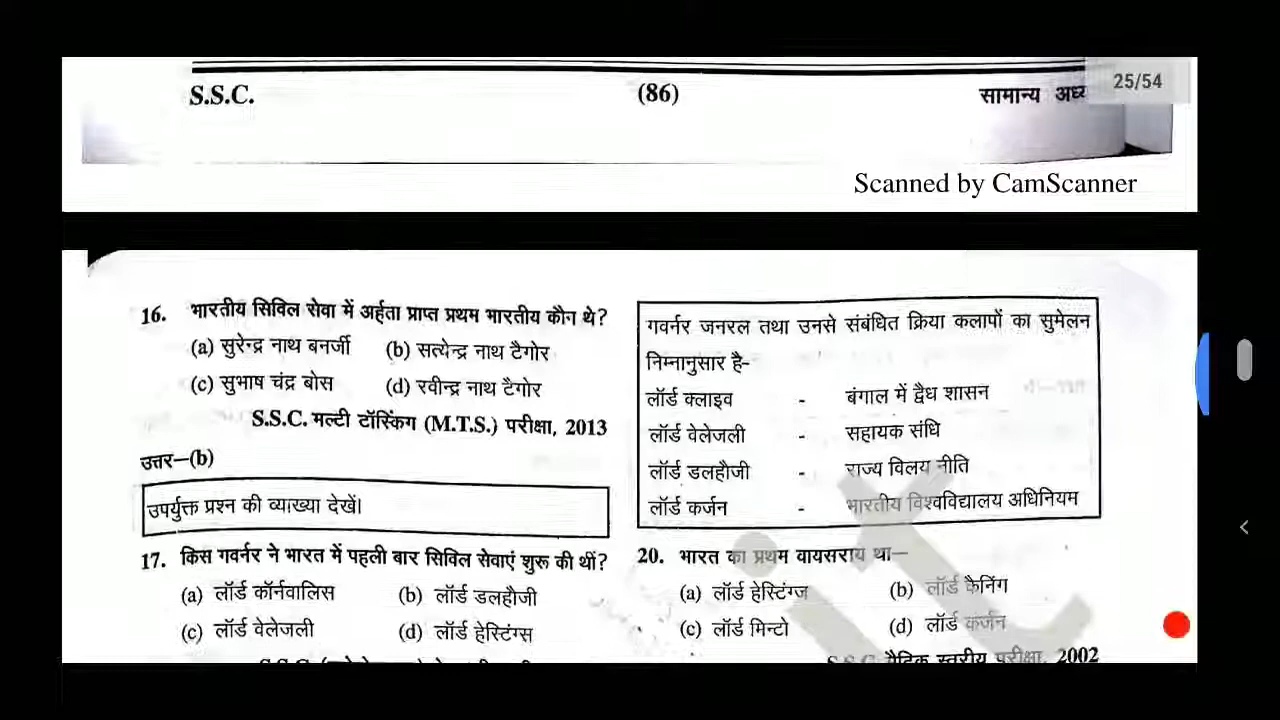 S.S.C. (86) सामान्य अध्य
25/54
Scanned by CamScanner
16. भारतीय सिविल सेवा में अर्हता प्राप्त प्रथम भारतीय कौन थे?
(a) सुरेन्द्र नाथ बनर्जी (b) सत्येन्द्र नाथ टैगोर
(c) सुभाष चंद्र बोस (d) रवीन्द्र नाथ टैगोर
S.S.C. मल्टी टॉस्किंग (M.T.S.) परीक्षा, 2013
उत्तर—(b)
उपर्युक्त प्रश्न की व्याख्या देखें।
17. किस गवर्नर ने भारत में पहली बार सिविल सेवाएं शुरू की थीं?
(a) लॉर्ड कॉर्नवालिस (b) लॉर्ड डलहौजी
(c) लॉर्ड वेलेजली (d) लॉर्ड हेस्टिंग्स
गवर्नर जनरल तथा उनसे संबंधित क्रिया कलापों का सुमेलन
निम्नानुसार है-
लॉर्ड क्लाइव - बंगाल में द्वैध शासन
लॉर्ड वेलेजली - सहायक संधि
लॉर्ड डलहौजी - राज्य विलय नीति
लॉर्ड कर्जन - भारतीय विश्वविद्यालय अधिनियम
20. भारत का प्रथम वायसराय था—
(a) लॉर्ड हेस्टिंग्ज (b) लॉर्ड कैनिंग
(c) लॉर्ड मिन्टो (d) लॉर्ड कर्जन
S.S.C. मैट्रिक स्तरीय परीक्षा, 2002